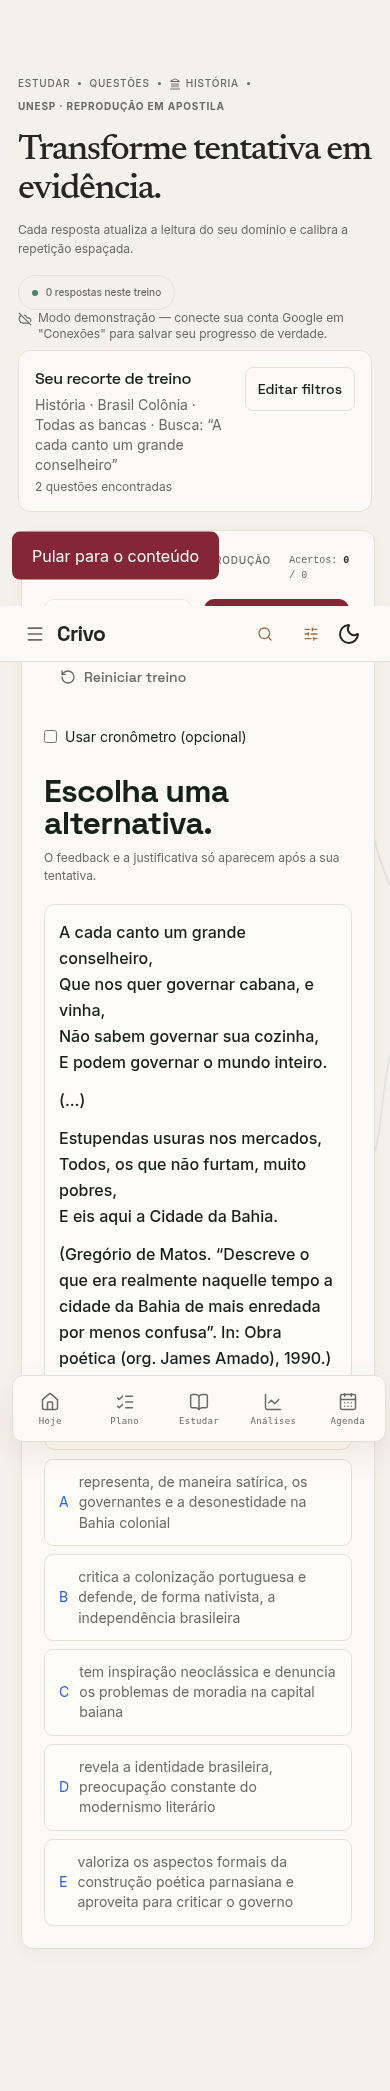 ESTUDAR • QUESTÕES • HISTÓRIA •
UNESP · REPRODUÇÃO EM APOSTILA
Transforme tentativa em
evidência.
Cada resposta atualiza a leitura do seu domínio e calibra a
repetição espaçada.
0 respostas neste treino
Modo demonstração — conecte sua conta Google em
"Conexões" para salvar seu progresso de verdade.
Seu recorte de treino
Editar filtros
História · Brasil Colônia ·
Todas as bancas · Busca: “A
cada canto um grande
conselheiro”
2 questões encontradas
Pular para o conteúdo
Acertos: 0
/ 0
Crivo
Reiniciar treino
Usar cronômetro (opcional)
Escolha uma
alternativa.
O feedback e a justificativa só aparecem após a sua
tentativa.
A cada canto um grande
conselheiro,
Que nos quer governar cabana, e
vinha,
Não sabem governar sua cozinha,
E podem governar o mundo inteiro.
(...)
Estupendas usuras nos mercados,
Todos, os que não furtam, muito
pobres,
E eis aqui a Cidade da Bahia.
(Gregório de Matos. “Descreve o
que era realmente naquelle tempo a
cidade da Bahia de mais enredada
por menos confusa”. In: Obra
poética (org. James Amado), 1990.)
Hoje
Plano
Estudar
Análises
Agenda
A representa, de maneira satírica, os
governantes e a desonestidade na
Bahia colonial
B critica a colonização portuguesa e
defende, de forma nativista, a
independência brasileira
C tem inspiração neoclássica e denuncia
os problemas de moradia na capital
baiana
D revela a identidade brasileira,
preocupação constante do
modernismo literário
E valoriza os aspectos formais da
construção poética parnasiana e
aproveita para criticar o governo